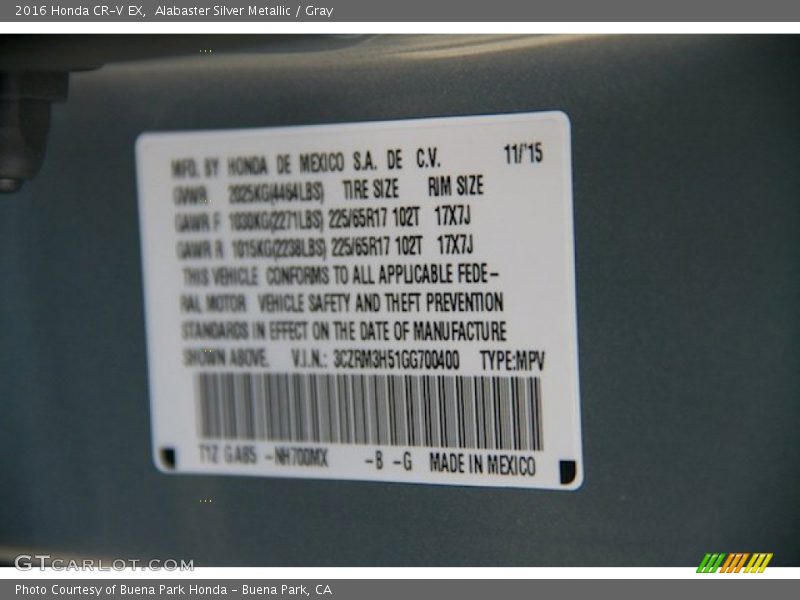 2016 Honda CR-V EX, Alabaster Silver Metallic / Gray
MFD. BY HONDA DE MEXICO S.A. DE C.V. 11/'15
GVWR 2025KG(4464LBS) TIRE SIZE RIM SIZE
GAWR F 1030KG(2271LBS) 225/65R17 102T 17X7J
GAWR R 1015KG(2238LBS) 225/65R17 102T 17X7J
THIS VEHICLE CONFORMS TO ALL APPLICABLE FEDE-
RAL MOTOR VEHICLE SAFETY AND THEFT PREVENTION
STANDARDS IN EFFECT ON THE DATE OF MANUFACTURE
SHOWN ABOVE. V.I.N.: 3CZRM3H51GG700400 TYPE:MPV
T1Z GA85 -NH700MX -B -G MADE IN MEXICO
GTCARLOT.COM
Photo Courtesy of Buena Park Honda - Buena Park, CA